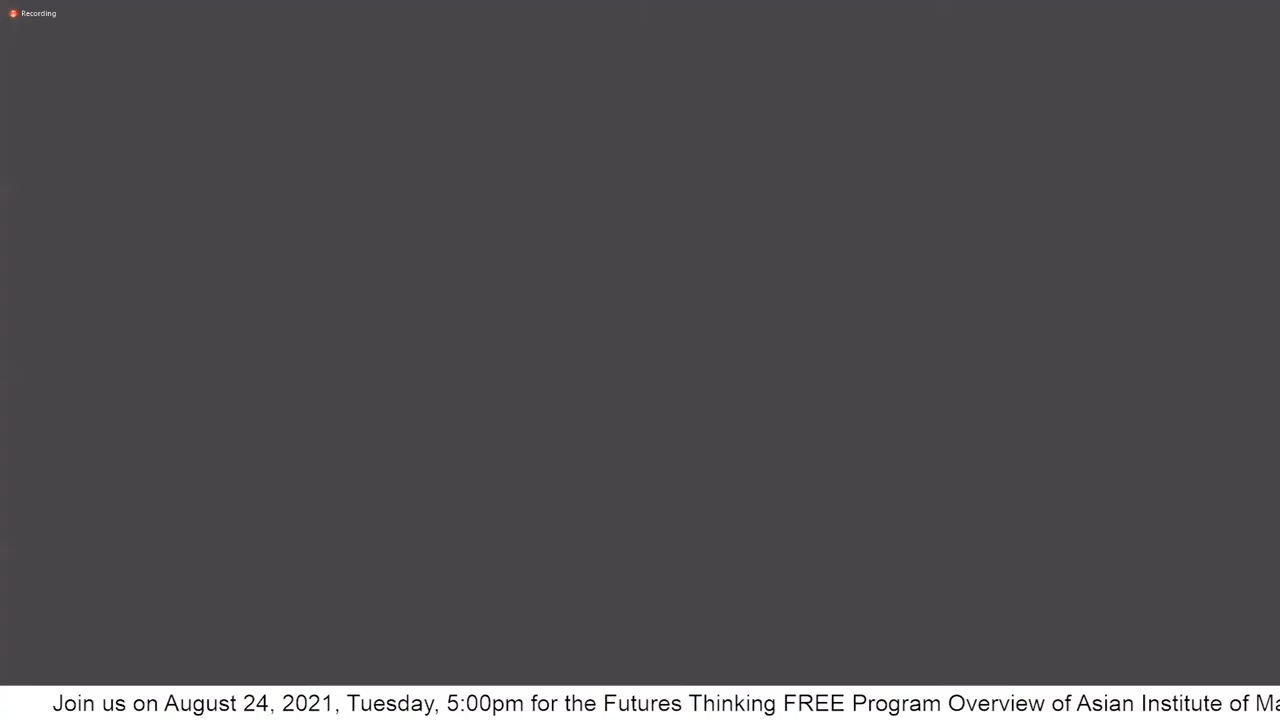 Recording
Join us on August 24, 2021, Tuesday, 5:00pm for the Futures Thinking FREE Program Overview of Asian Institute of